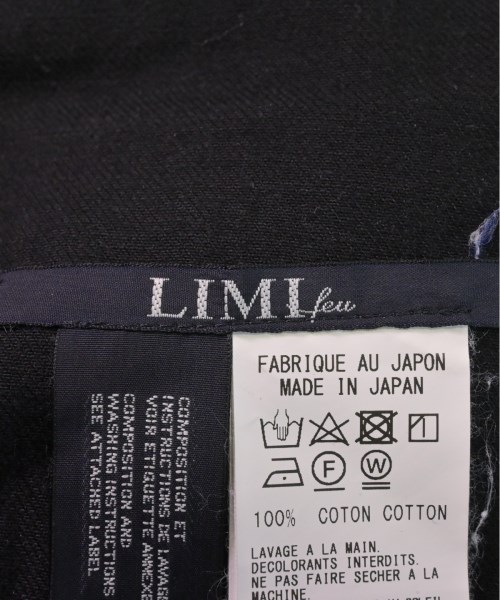 LIMI feu
FABRIQUE AU JAPON
MADE IN JAPAN
F W
100% COTON COTTON
LAVAGE A LA MAIN.
DECOLORANTS INTERDITS.
NE PAS FAIRE SECHER A LA
MACHINE.
COMPOSITION ET
INSTRUCTIONS DE LAVAGE
VOIR ETIQUETTE ANNEXEE
COMPOSITION AND
WASHING INSTRUCTIONS
SEE ATTACHED LABEL